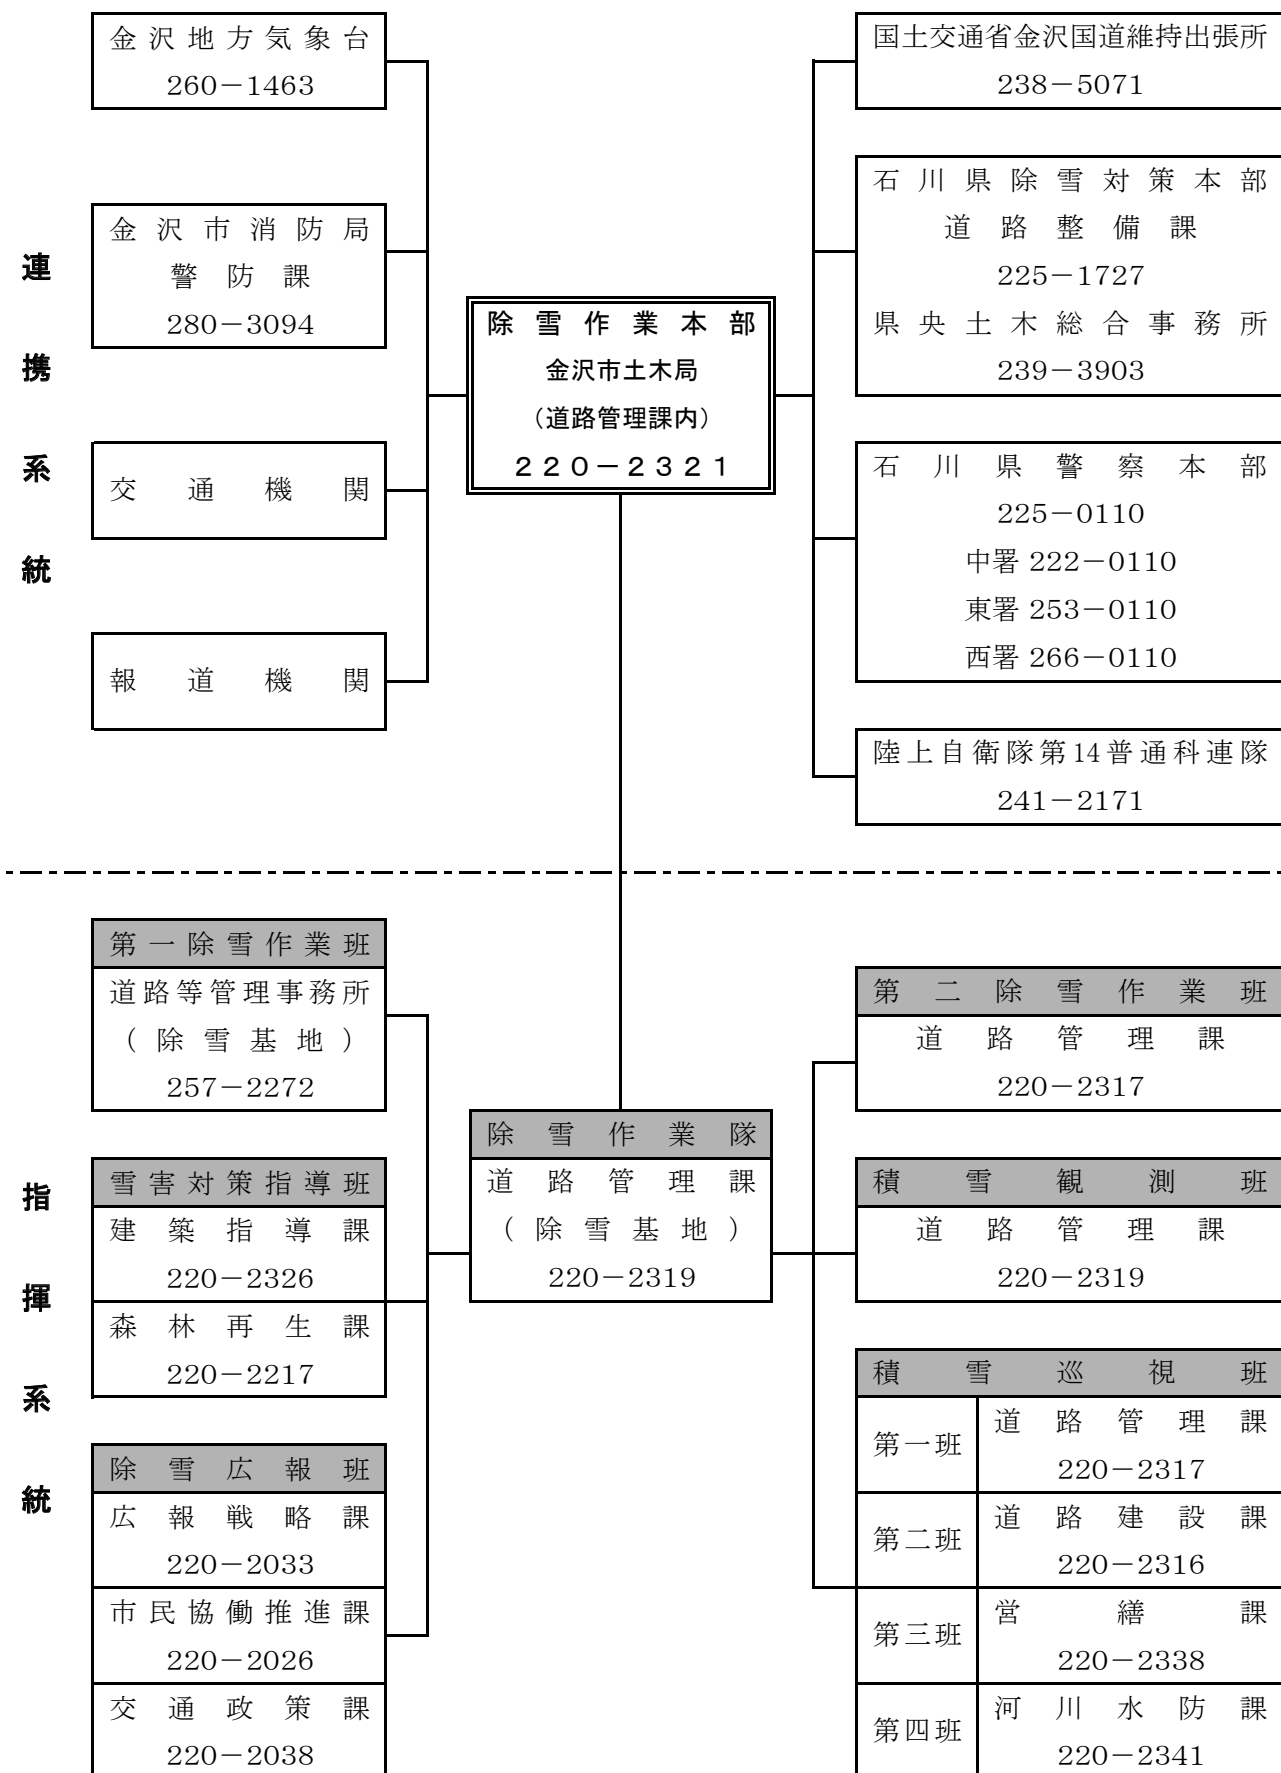 連携系統
金沢地方気象台
260－1463
金沢市消防局
警防課
280－3094
交通機関
報道機関
除雪作業本部
金沢市土木局
（道路管理課内）
２２０－２３２１
国土交通省金沢国道維持出張所
238－5071
石川県除雪対策本部
道路整備課
225－1727
県央土木総合事務所
239－3903
石川県警察本部
225－0110
中署 222－0110
東署 253－0110
西署 266－0110
陸上自衛隊第14普通科連隊
241－2171
指揮系統
第一除雪作業班
道路等管理事務所
（除雪基地）
257－2272
雪害対策指導班
建築指導課
220－2326
森林再生課
220－2217
除雪広報班
広報戦略課
220－2033
市民協働推進課
220－2026
交通政策課
220－2038
除雪作業隊
道路管理課
（除雪基地）
220－2319
第二除雪作業班
道路管理課
220－2317
積雪観測班
道路管理課
220－2319
積雪巡視班
第一班
道路管理課
220－2317
第二班
道路建設課
220－2316
第三班
営繕課
220－2338
第四班
河川水防課
220－2341